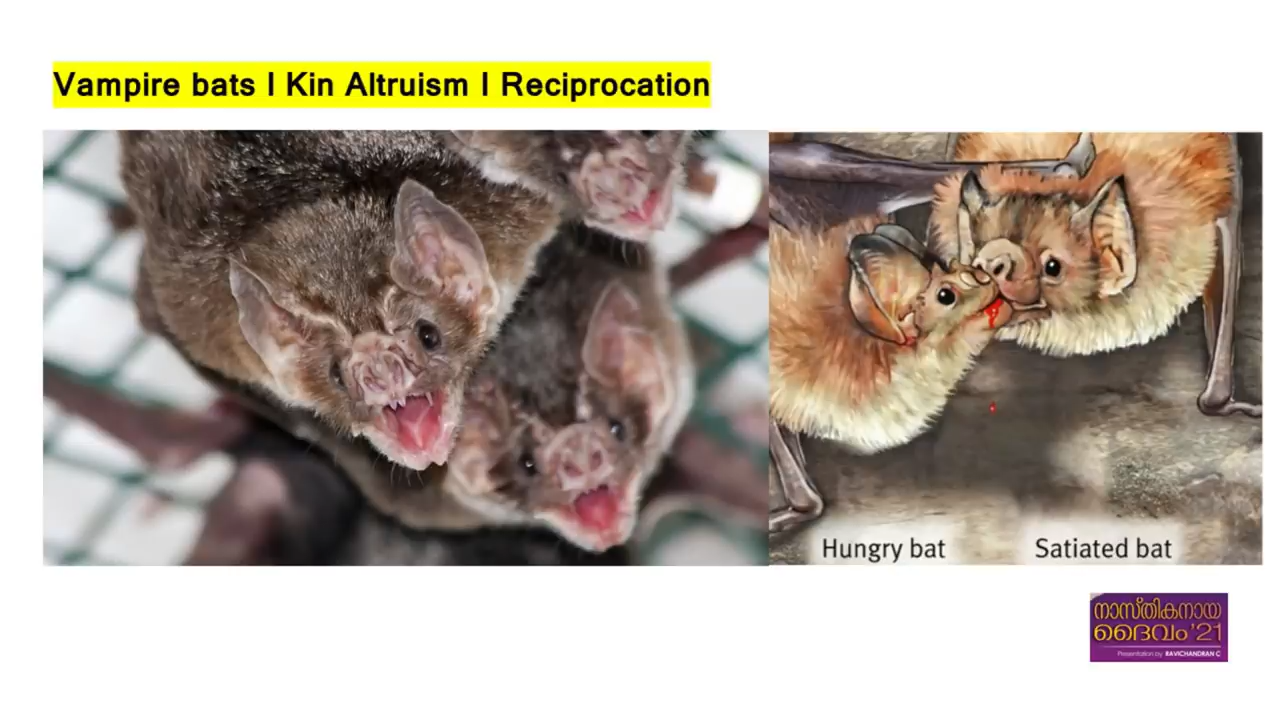 Vampire bats l Kin Altruism l Reciprocation
Hungry bat
Satiated bat
നാസ്തികനായ
ദൈവം '21
Presentation by RAVICHANDRAN C